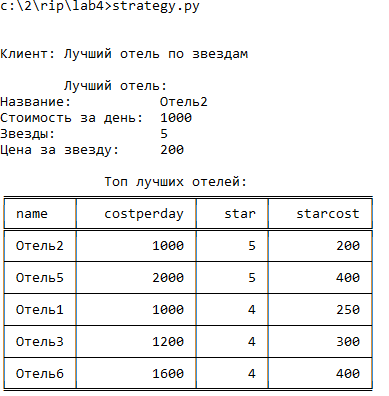 c:\2\rip\lab4>strategy.py
Клиент: Лучший отель по звездам
Лучший отель:
Название: Отель2
Стоимость за день: 1000
Звезды: 5
Цена за звезду: 200
Топ лучших отелей:
name costperday star starcost
Отель2 1000 5 200
Отель5 2000 5 400
Отель1 1000 4 250
Отель3 1200 4 300
Отель6 1600 4 400